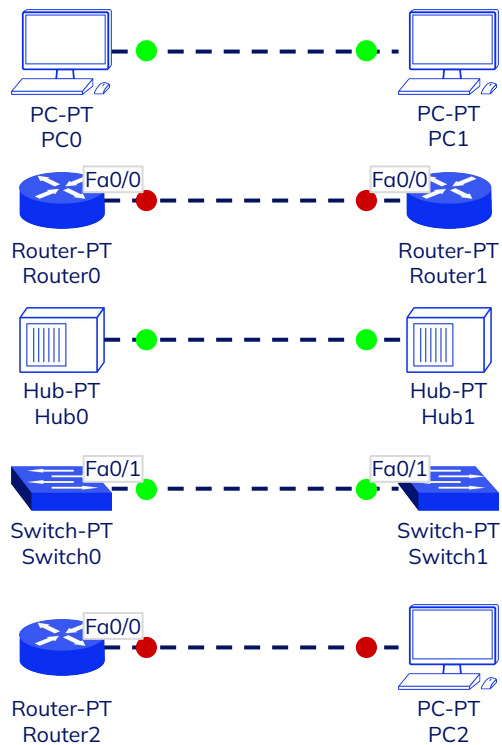 PC-PT
PC0
PC-PT
PC1
Fa0/0
Fa0/0
Router-PT
Router0
Router-PT
Router1
Hub-PT
Hub0
Hub-PT
Hub1
Fa0/1
Fa0/1
Switch-PT
Switch0
Switch-PT
Switch1
Fa0/0
Router-PT
Router2
PC-PT
PC2